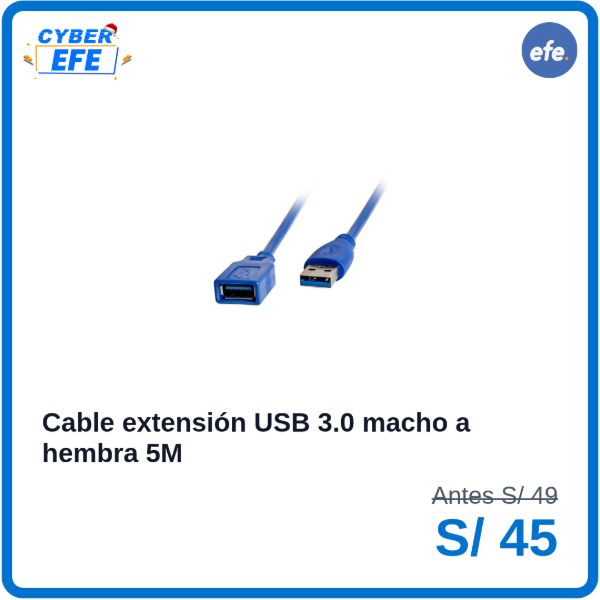 CYBER
EFE
efe.
Cable extensión USB 3.0 macho a
hembra 5M
Antes S/ 49
S/ 45